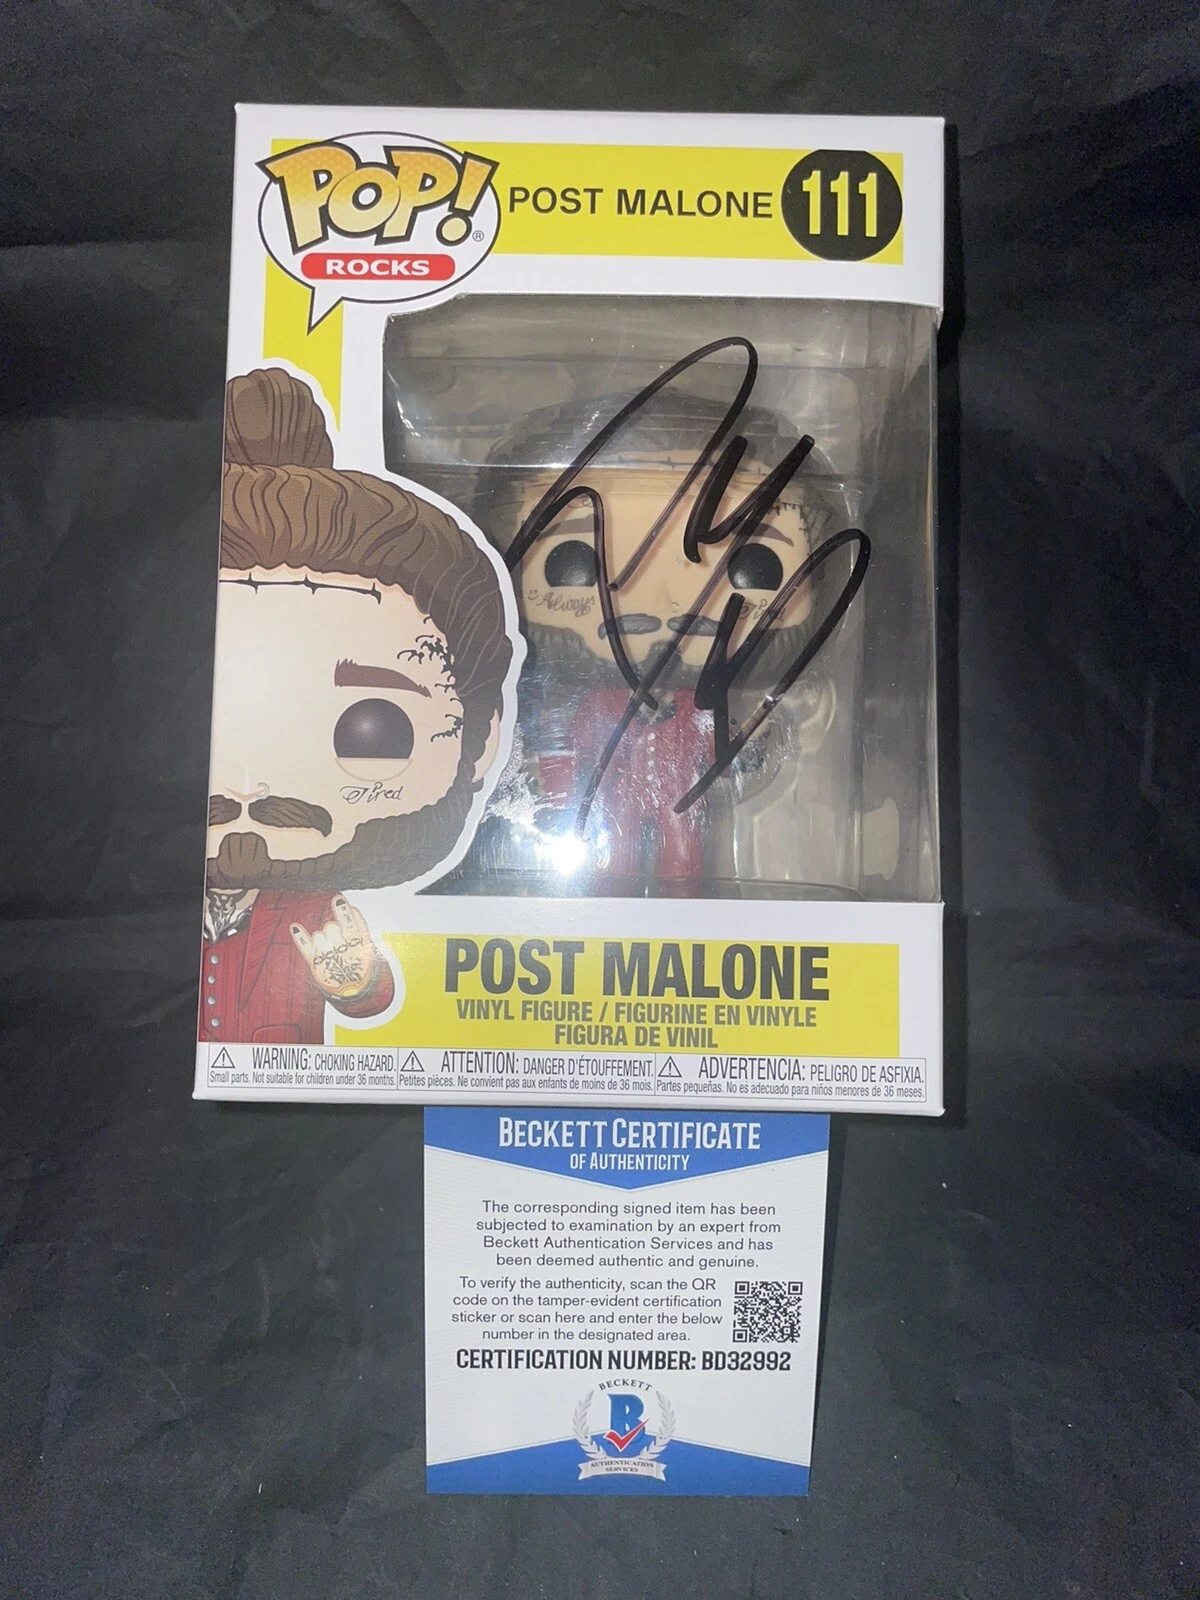 POP!®
ROCKS
POST MALONE
111
Always
Tired
Tired
POST MALONE
VINYL FIGURE / FIGURINE EN VINYLE
FIGURA DE VINIL
WARNING: CHOKING HAZARD.
Small parts. Not suitable for children under 36 months.
ATTENTION: DANGER D'ÉTOUFFEMENT.
Petites pièces. Ne convient pas aux enfants de moins de 36 mois.
ADVERTENCIA: PELIGRO DE ASFIXIA.
Partes pequeñas. No es adecuado para niños menores de 36 meses.
BECKETT CERTIFICATE
OF AUTHENTICITY
The corresponding signed item has been
subjected to examination by an expert from
Beckett Authentication Services and has
been deemed authentic and genuine.
To verify the authenticity, scan the QR
code on the tamper-evident certification
sticker or scan here and enter the below
number in the designated area.
CERTIFICATION NUMBER: BD32992
BECKETT
B
AUTHENTICATION
SERVICES